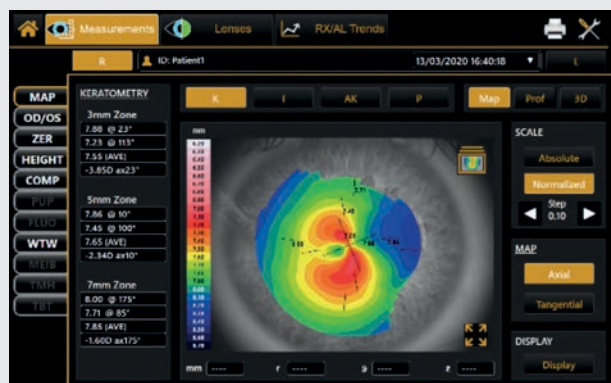 Measurements
Lenses
RX/AL Trends
R
ID: Patient1
13/03/2020 16:40:18
L
MAP
OD/OS
ZER
HEIGHT
COMP
PUP
FLUO
WTW
MEIB
TMH
TBT
KERATOMETRY
3mm Zone
7.88 @ 23°
7.23 @ 113°
7.55 (AVE)
-3.85D ax23°
5mm Zone
7.86 @ 10°
7.45 @ 100°
7.65 (AVE)
-2.34D ax10°
7mm Zone
8.00 @ 175°
7.71 @ 85°
7.85 (AVE)
-1.60D ax175°
K
I
AK
P
Map
Prof
3D
mm
7.71
7.48
mm ----
r ----
y ----
z ----
SCALE
Absolute
Normalized
Step
0.10
MAP
Axial
Tangential
DISPLAY
Display